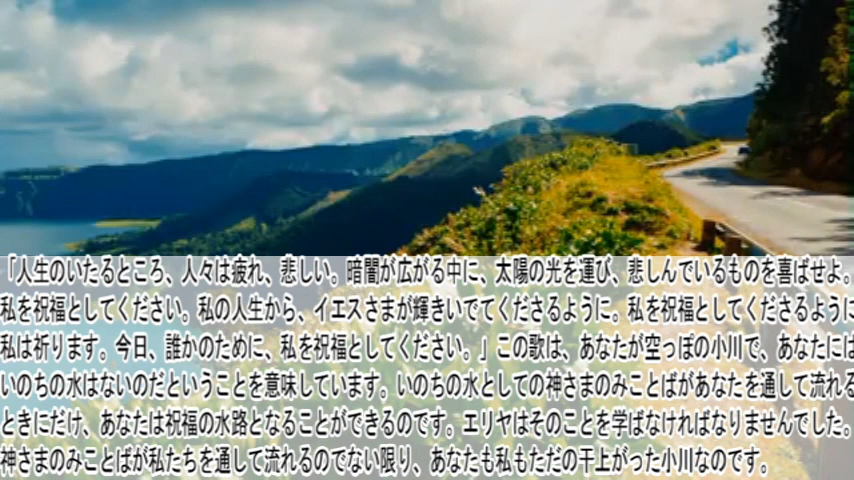 「人生のいたるところ、人々は疲れ、悲しい。暗闇が広がる中に、太陽の光を運び、悲しんでいるものを喜ばせよ。
私を祝福としてください。私の人生から、イエスさまが輝きいでてくださるように。私を祝福としてくださるように
私は祈ります。今日、誰かのために、私を祝福としてください。」この歌は、あなたが空っぽの小川で、あなたには
いのちの水はないのだということを意味しています。いのちの水としての神さまのみことばがあなたを通して流れる
ときにだけ、あなたは祝福の水路となることができるのです。エリヤはそのことを学ばなければなりませんでした。
神さまのみことばが私たちを通して流れるのでない限り、あなたも私もただの干上がった小川なのです。